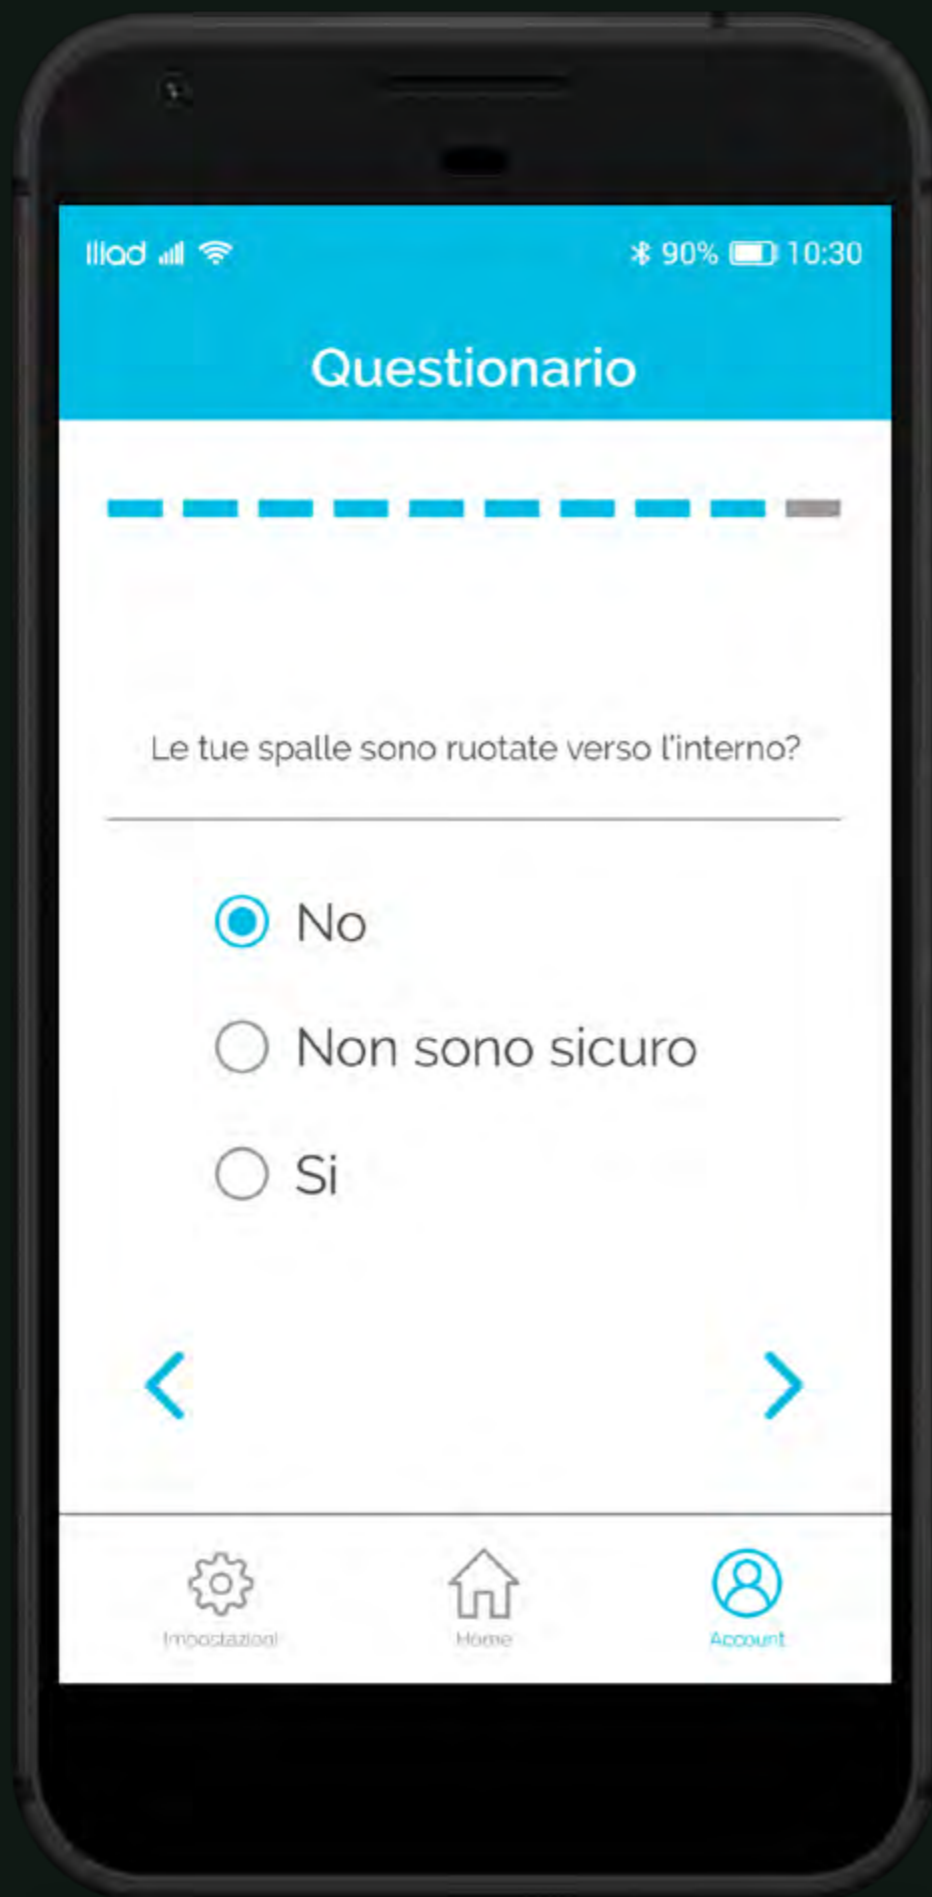 Iliad 90% 10:30
Questionario
Le tue spalle sono ruotate verso l'interno?
No
Non sono sicuro
Si
Impostazioni Home Account